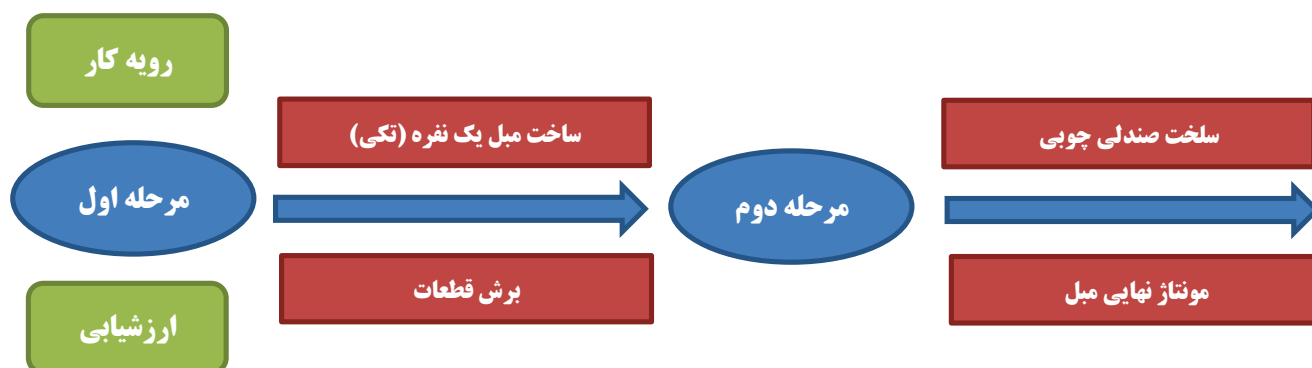 رویه کار
ساخت مبل یک نفره (تکی)
سلخت صندلی چوبی
مرحله اول
مرحله دوم
برش قطعات
مونتاژ نهایی مبل
ارزشیابی